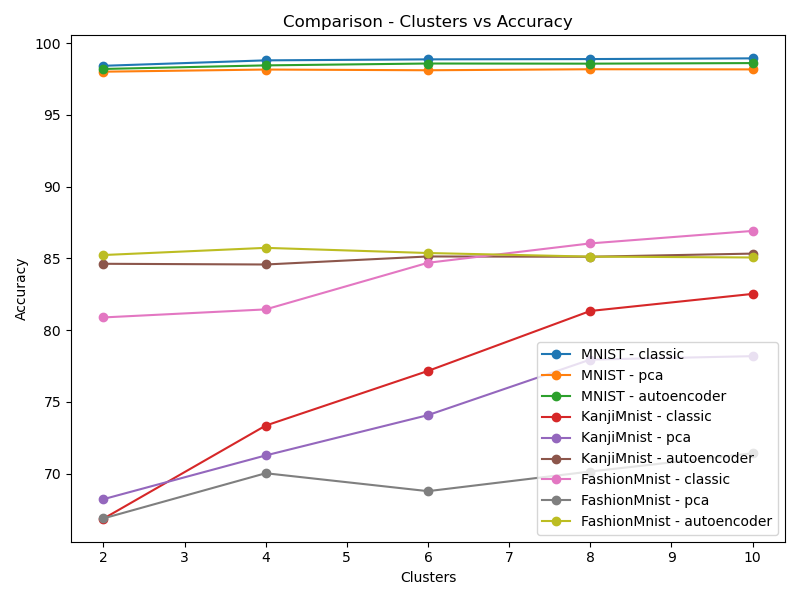 Comparison - Clusters vs Accuracy
100
95
90
85
80
75
70
Accuracy
2 3 4 5 6 7 8 9 10
Clusters
MNIST - classic
MNIST - pca
MNIST - autoencoder
KanjiMnist - classic
KanjiMnist - pca
KanjiMnist - autoencoder
FashionMnist - classic
FashionMnist - pca
FashionMnist - autoencoder